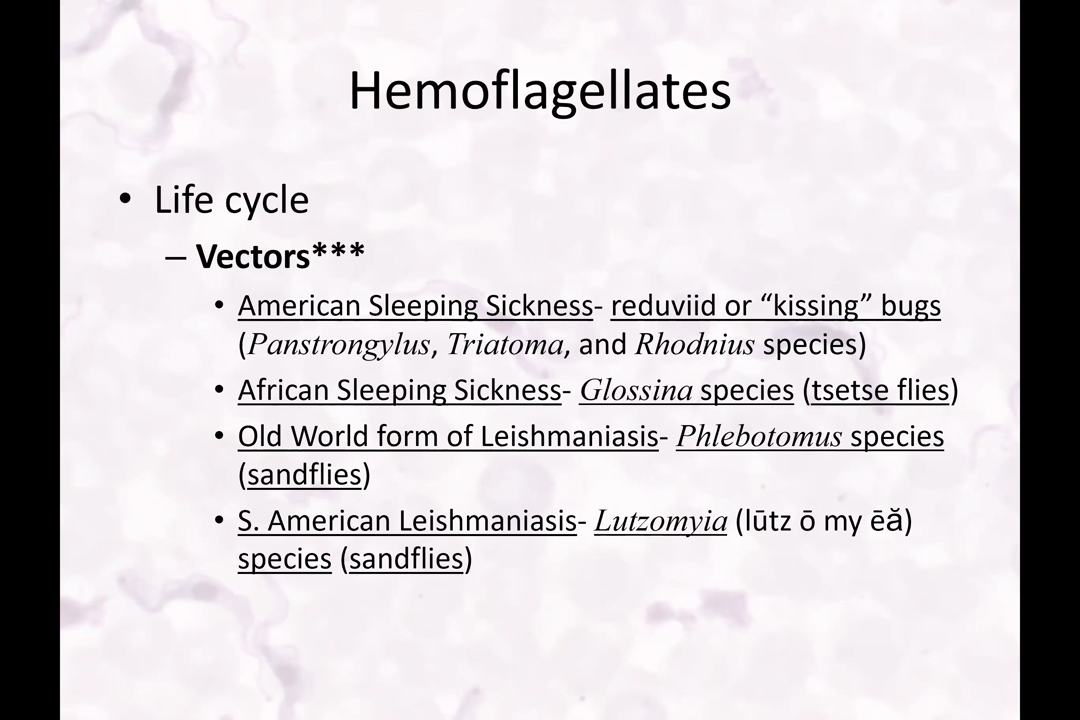 Hemoflagellates
• Life cycle
– Vectors***
• American Sleeping Sickness- reduviid or “kissing” bugs
(Panstrongylus, Triatoma, and Rhodnius species)
• African Sleeping Sickness- Glossina species (tsetse flies)
• Old World form of Leishmaniasis- Phlebotomus species
(sandflies)
• S. American Leishmaniasis- Lutzomyia (lūtz ō my ēă)
species (sandflies)